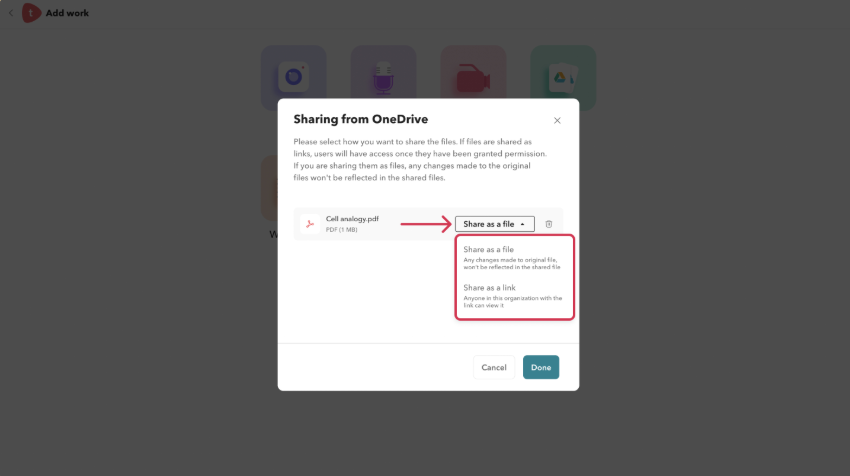 t Add work
Sharing from OneDrive
Please select how you want to share the files. If files are shared as
links, users will have access once they have been granted permission.
If you are sharing them as files, any changes made to the original
files won't be reflected in the shared files.
Cell analogy.pdf
PDF (1 MB)
Share as a file
Share as a file
Any changes made to original file,
won't be reflected in the shared file
Share as a link
Anyone in this organization with the
link can view it
W
Cancel Done